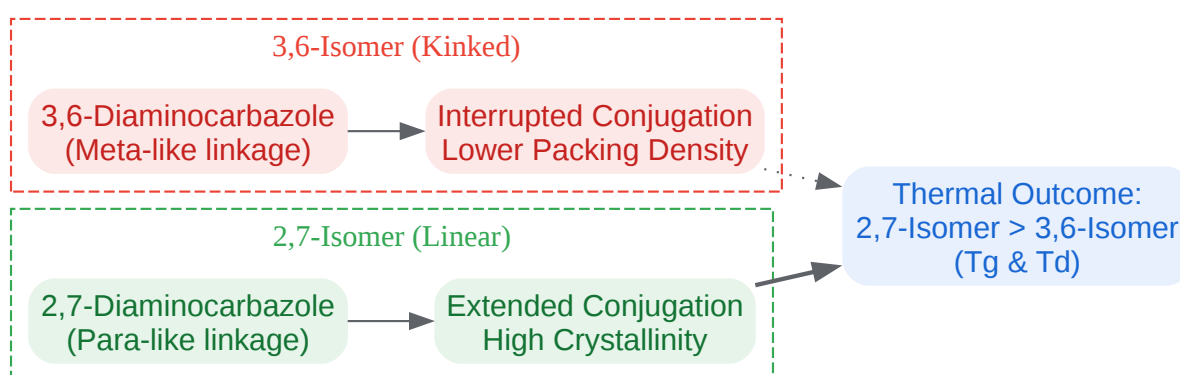 3,6-Isomer (Kinked)
3,6-Diaminocarbazole
(Meta-like linkage)
Interrupted Conjugation
Lower Packing Density
2,7-Isomer (Linear)
2,7-Diaminocarbazole
(Para-like linkage)
Extended Conjugation
High Crystallinity
Thermal Outcome:
2,7-Isomer > 3,6-Isomer
(Tg & Td)